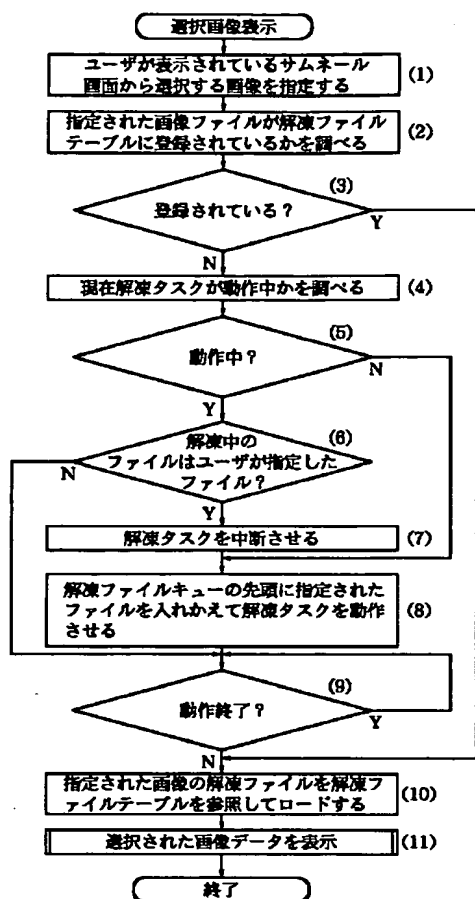 選択画像表示
ユーザが表示されているサムネール
画面から選択する画像を指定する
(1)
指定された画像ファイルが解凍ファイル
テーブルに登録されているかを調べる
(2)
(3)
登録されている?
Y
N
現在解凍タスクが動作中かを調べる
(4)
(5)
動作中?
N
Y
(6)
解凍中の
ファイルはユーザが指定した
ファイル?
N
Y
解凍タスクを中断させる
(7)
解凍ファイルキューの先頭に指定された
ファイルを入れかえて解凍タスクを動作
させる
(8)
(9)
動作終了?
Y
N
指定された画像の解凍ファイルを解凍フ
ァイルテーブルを参照してロードする
(10)
選択された画像データを表示
(11)
終了